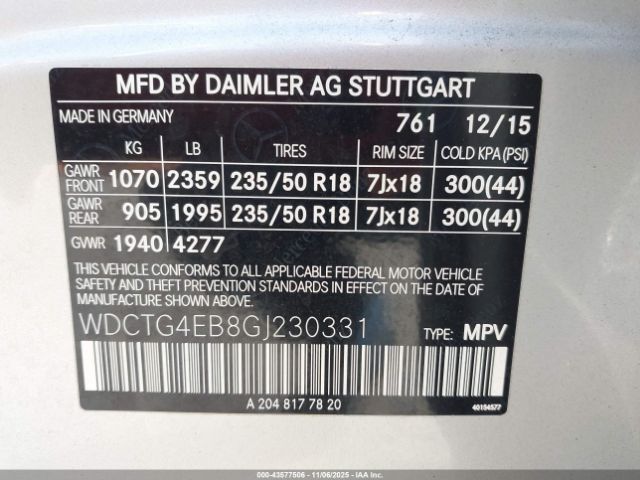 MFD BY DAIMLER AG STUTTGART
MADE IN GERMANY 761 12/15
KG LB TIRES RIM SIZE COLD KPA (PSI)
GAWR FRONT 1070 2359 235/50 R18 7Jx18 300(44)
GAWR REAR 905 1995 235/50 R18 7Jx18 300(44)
GVWR 1940 4277
THIS VEHICLE CONFORMS TO ALL APPLICABLE FEDERAL MOTOR VEHICLE
SAFETY AND THEFT PREVENTION STANDARDS IN EFFECT ON THE DATE
OF MANUFACTURE SHOWN ABOVE.
WDCTG4EB8GJ230331 TYPE: MPV
A 204 817 78 20 40184577
000-43577506 - 11/06/2025 - IAAI.COM